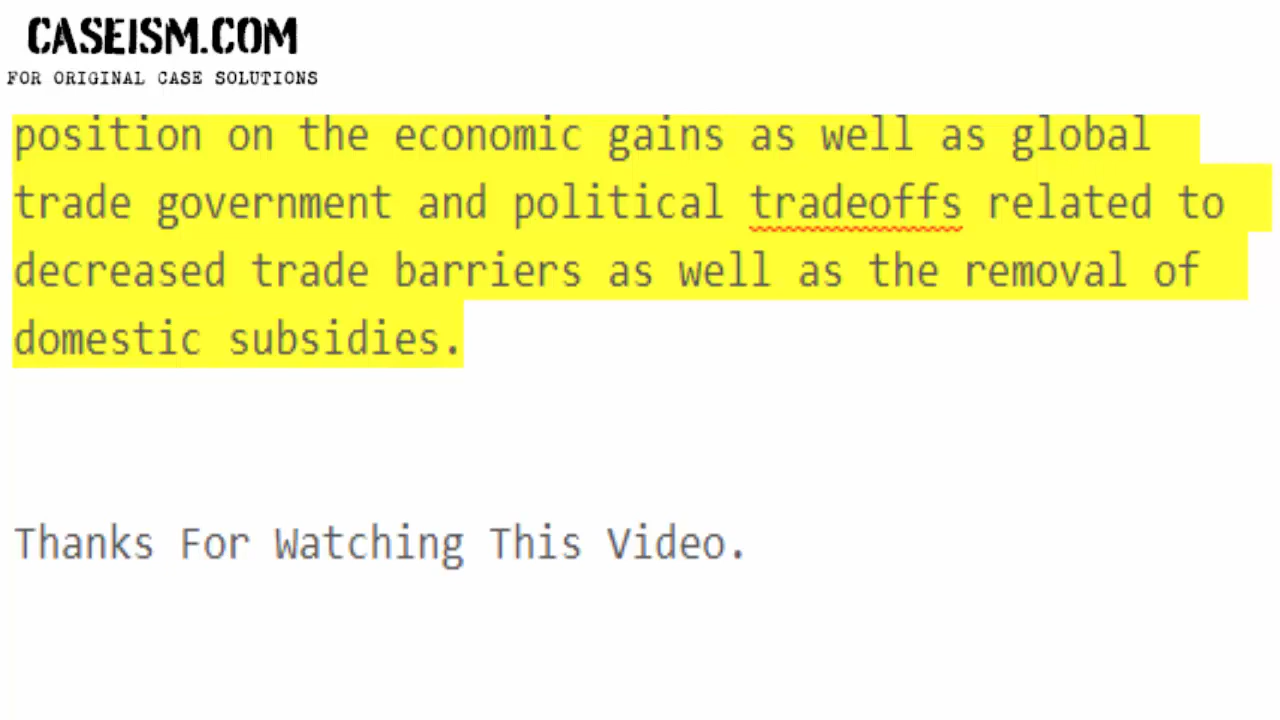 CASEISM.COM
FOR ORIGINAL CASE SOLUTIONS
position on the economic gains as well as global
trade government and political tradeoffs related to
decreased trade barriers as well as the removal of
domestic subsidies.
Thanks For Watching This Video.